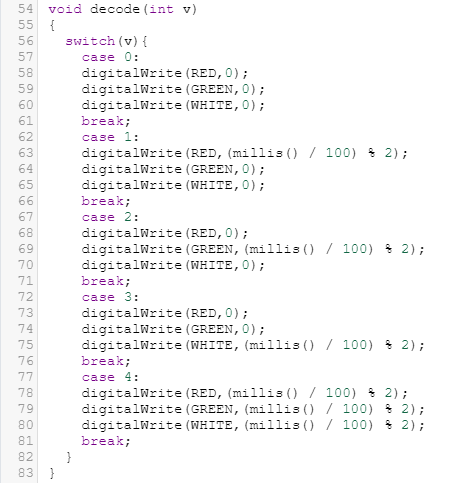 54 void decode(int v)
55 {
56   switch(v){
57     case 0:
58     digitalWrite(RED,0);
59     digitalWrite(GREEN,0);
60     digitalWrite(WHITE,0);
61     break;
62     case 1:
63     digitalWrite(RED,(millis() / 100) % 2);
64     digitalWrite(GREEN,0);
65     digitalWrite(WHITE,0);
66     break;
67     case 2:
68     digitalWrite(RED,0);
69     digitalWrite(GREEN,(millis() / 100) % 2);
70     digitalWrite(WHITE,0);
71     break;
72     case 3:
73     digitalWrite(RED,0);
74     digitalWrite(GREEN,0);
75     digitalWrite(WHITE,(millis() / 100) % 2);
76     break;
77     case 4:
78     digitalWrite(RED,(millis() / 100) % 2);
79     digitalWrite(GREEN,(millis() / 100) % 2);
80     digitalWrite(WHITE,(millis() / 100) % 2);
81     break;
82   }
83 }